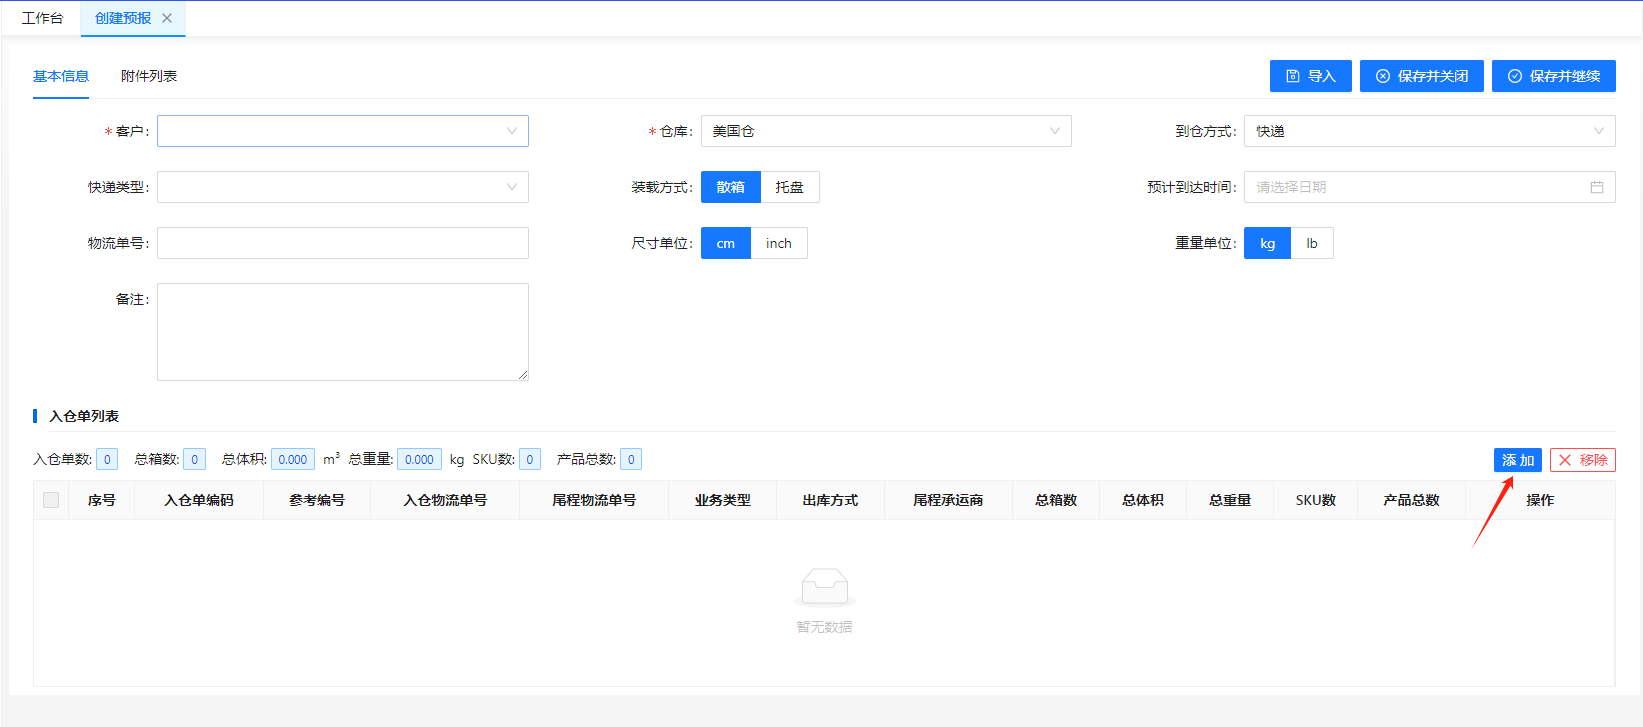 工作台 创建预报
基本信息 附件列表 导入 保存并关闭 保存并继续
* 客户: * 仓库: 美国仓 到仓方式: 快递
快递类型: 装载方式: 散箱 托盘 预计到达时间: 请选择日期
物流单号: 尺寸单位: cm inch 重量单位: kg lb
备注:
入仓单列表
入仓单数: 0 总箱数: 0 总体积: 0.000 m³ 总重量: 0.000 kg SKU数: 0 产品总数: 0 添加 移除
序号 入仓单编码 参考编号 入仓物流单号 尾程物流单号 业务类型 出库方式 尾程承运商 总箱数 总体积 总重量 SKU数 产品总数 操作
暂无数据